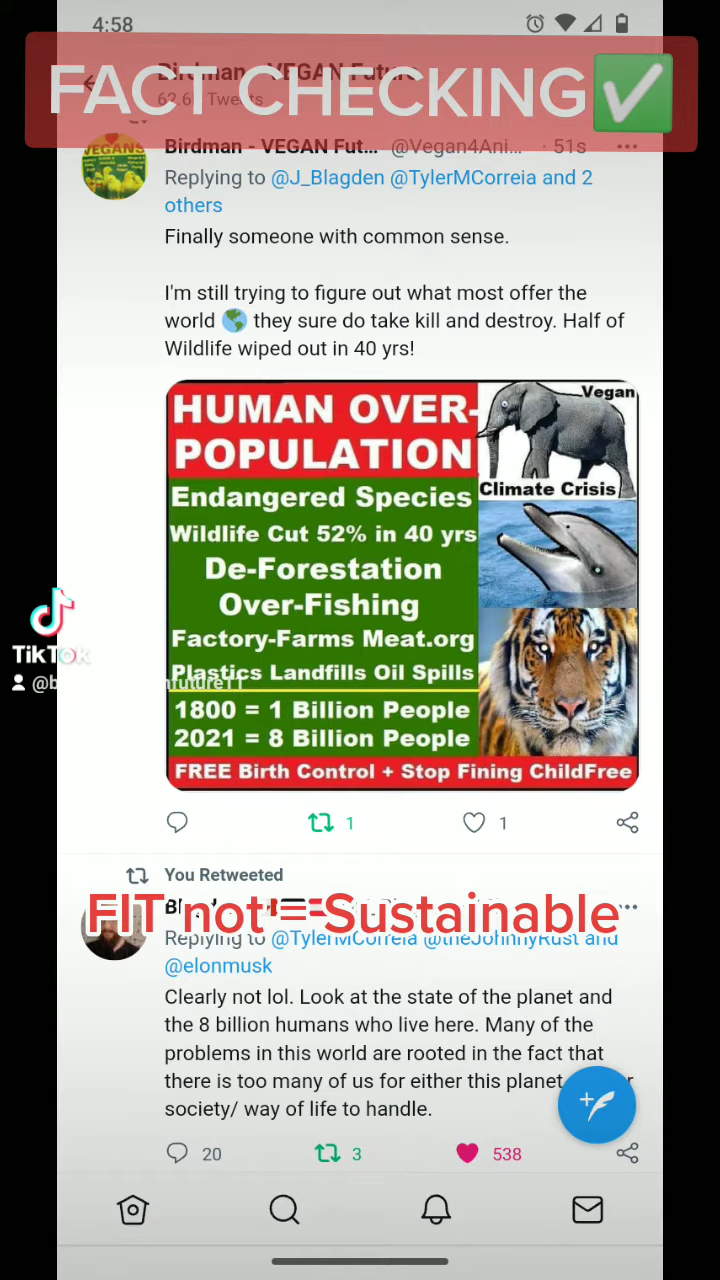 4:58
FACT CHECKING✅
Birdman - VEGAN Future
Tweets
VEGANS
Birdman - VEGAN Fut... @Vegan4Ani... · 51s
Replying to @J_Blagden @TylerMCorreia and 2
others
Finally someone with common sense.
I'm still trying to figure out what most offer the
world 🌎 they sure do take kill and destroy. Half of
Wildlife wiped out in 40 yrs!
HUMAN OVER-
POPULATION
Vegan
Climate Crisis
Endangered Species
Wildlife Cut 52% in 40 yrs
De-Forestation
Over-Fishing
Factory-Farms Meat.org
Plastics Landfills Oil Spills
1800 = 1 Billion People
2021 = 8 Billion People
FREE Birth Control + Stop Fining ChildFree
TikTok
1
1
You Retweeted
FIT not = Sustainable
Replying to @TylerMCorreia @theJohnnyRust and
@elonmusk
Clearly not lol. Look at the state of the planet and
the 8 billion humans who live here. Many of the
problems in this world are rooted in the fact that
there is too many of us for either this planet
society/ way of life to handle.
20
3
538